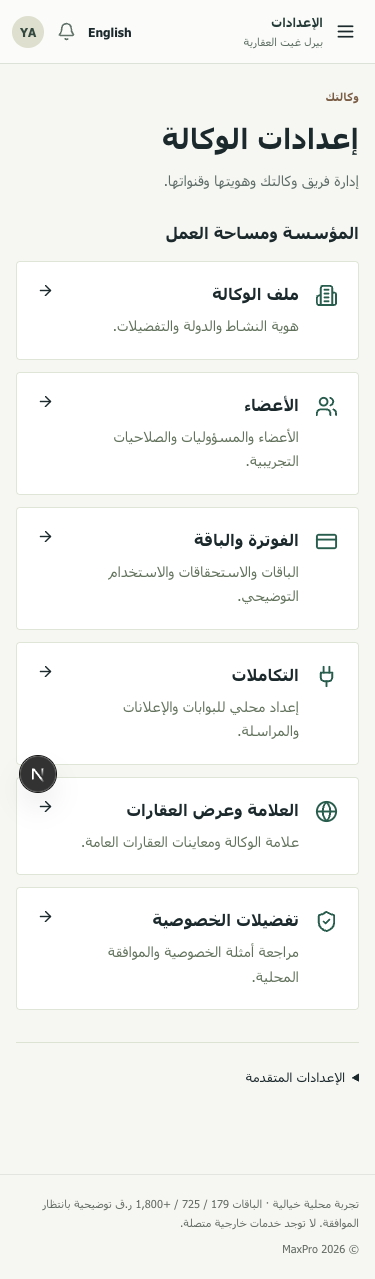 الإعدادات
بيرل غيت العقارية
English
YA
وكالتك
إعدادات الوكالة
إدارة فريق وكالتك وهويتها وقنواتها.
المؤسسة ومساحة العمل
ملف الوكالة
هوية النشاط والدولة والتفضيلات.
الأعضاء
الأعضاء والمسؤوليات والصلاحيات
التجريبية.
الفوترة والباقة
الباقات والاستحقاقات والاستخدام
التوضيحي.
التكاملات
إعداد محلي للبوابات والإعلانات
والمراسلة.
N
العلامة وعرض العقارات
علامة الوكالة ومعاينات العقارات العامة.
تفضيلات الخصوصية
مراجعة أمثلة الخصوصية والموافقة
المحلية.
الإعدادات المتقدمة
تجربة محلية خيالية · الباقات 179 / 725 / +1,800 ر.ق توضيحية بانتظار
الموافقة. لا توجد خدمات خارجية متصلة.
© 2026 MaxPro